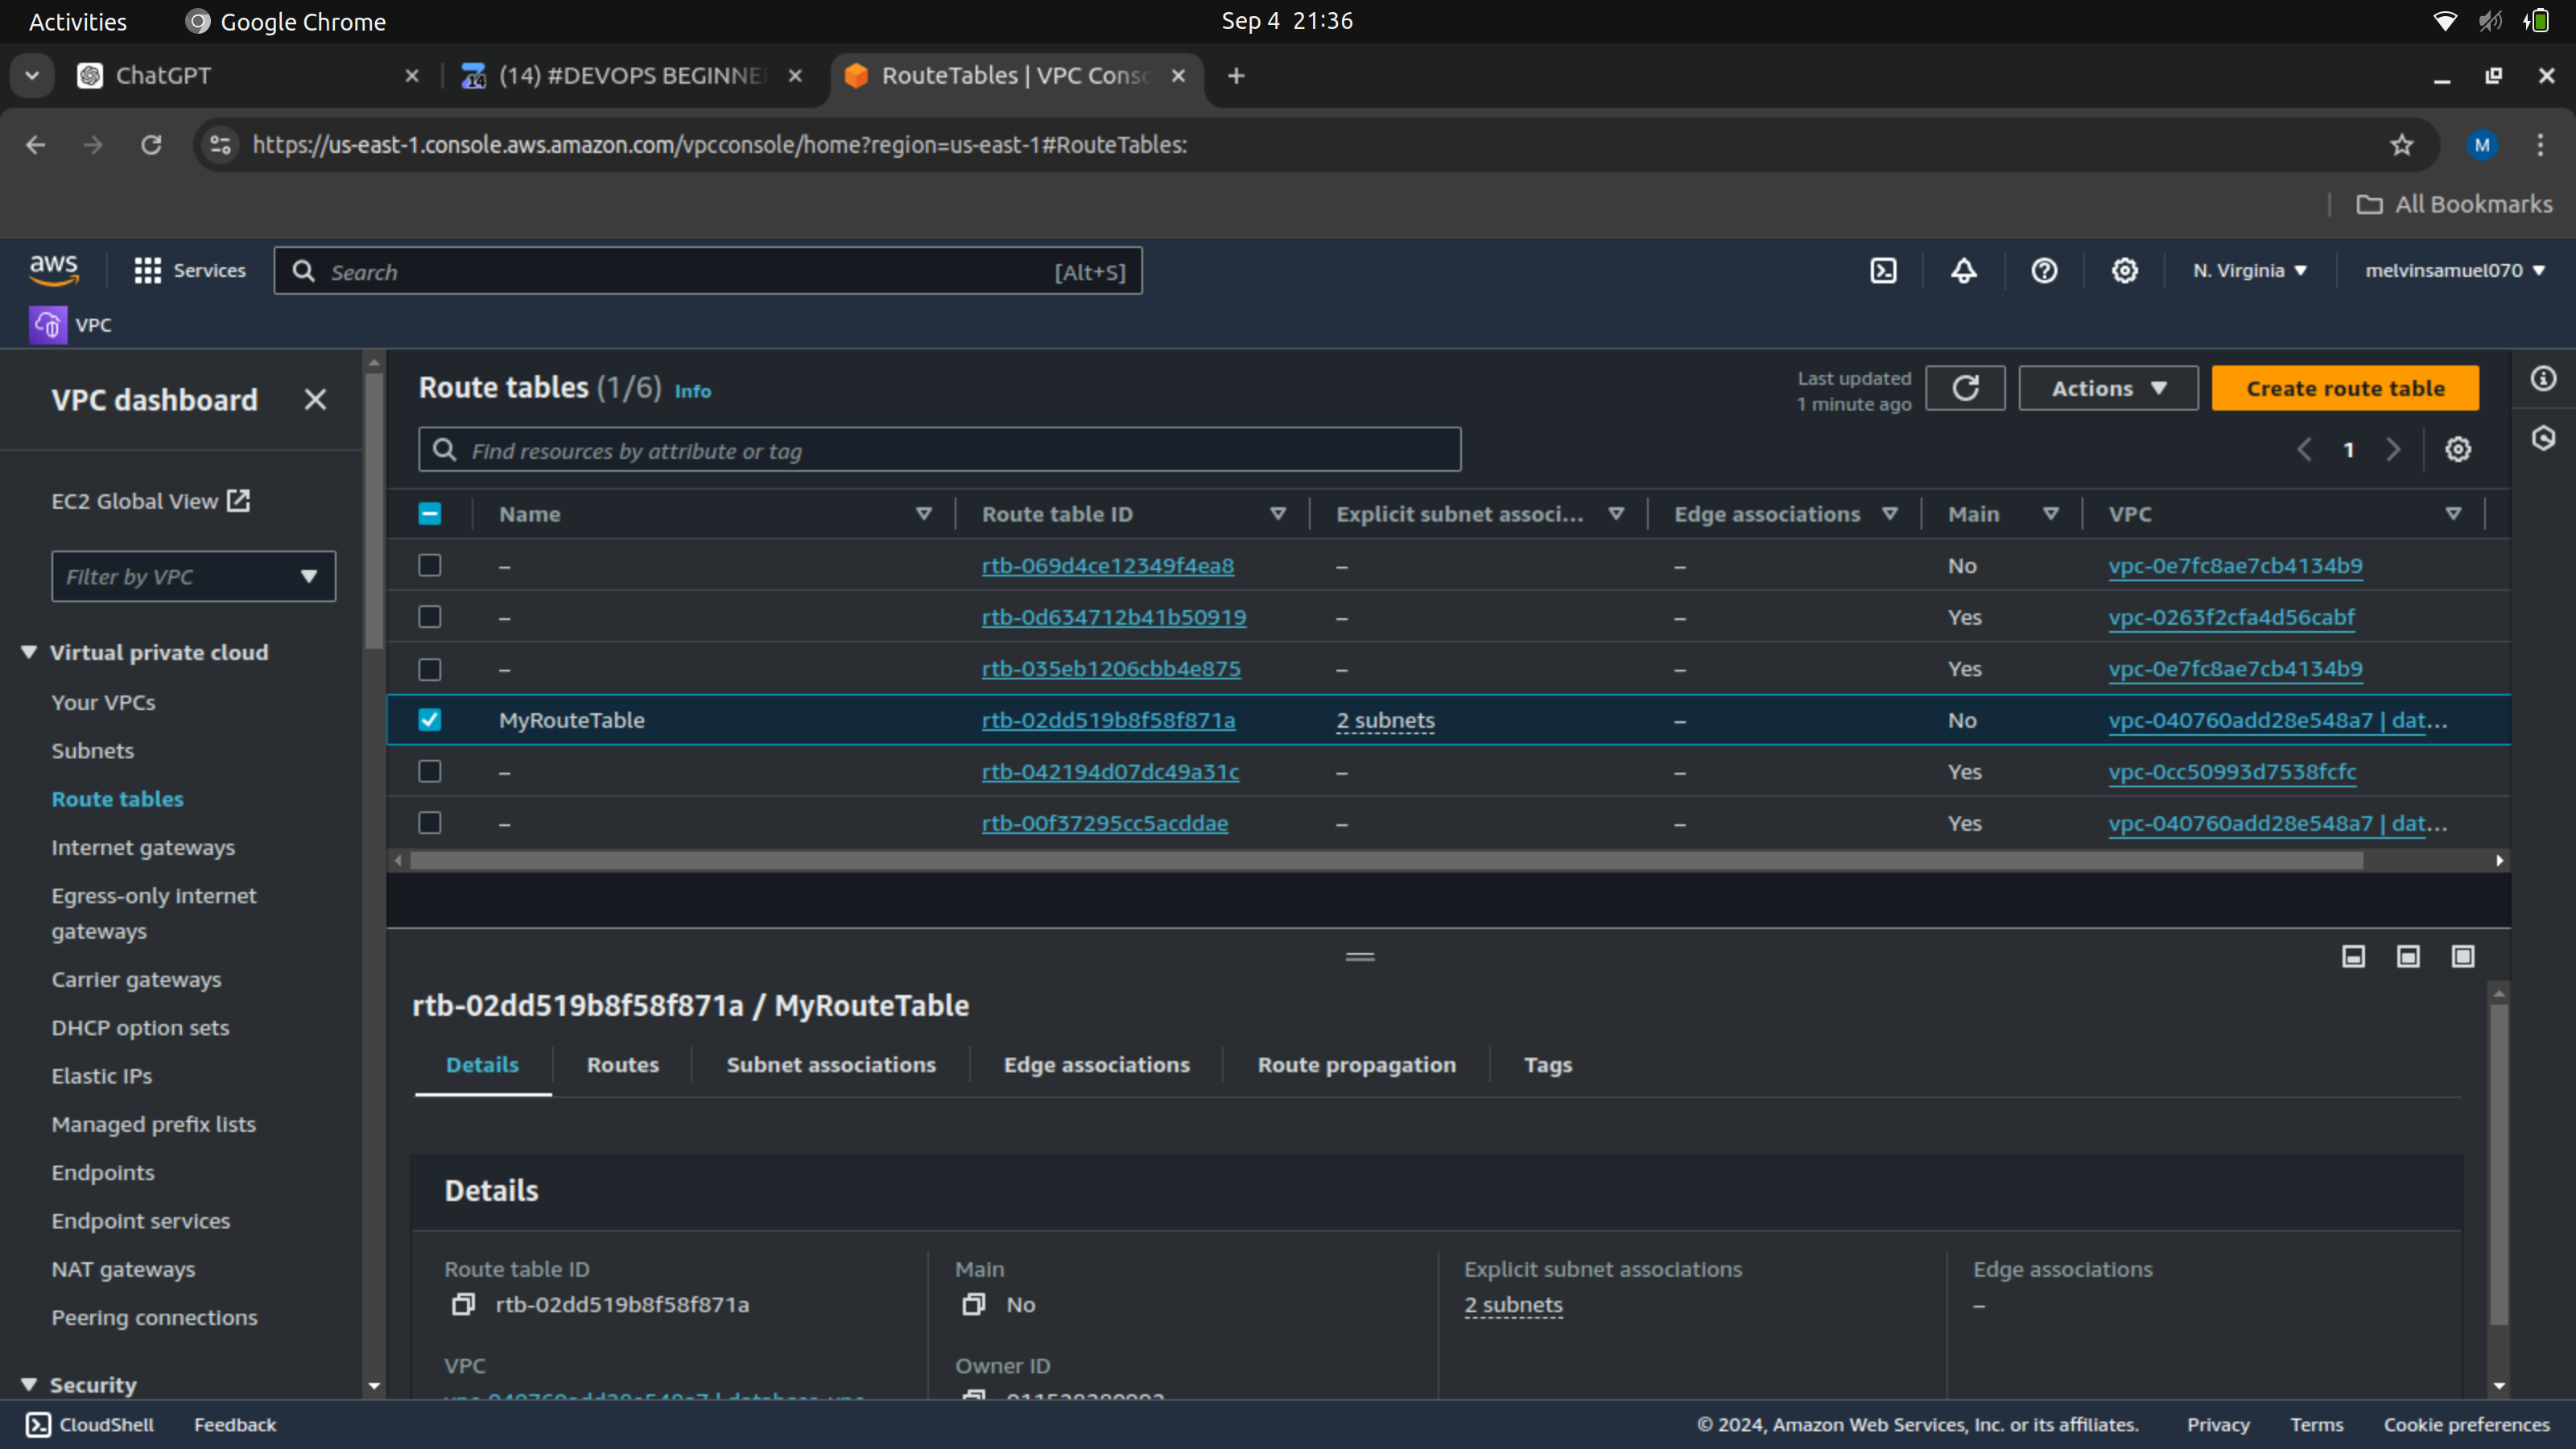 Activities
Google Chrome
Sep 4 21:36
ChatGPT
(14) #DEVOPS BEGINNE
RouteTables | VPC Conso
https://us-east-1.console.aws.amazon.com/vpcconsole/home?region=us-east-1#RouteTables:
M
All Bookmarks
aws
Services
Search
[Alt+S]
N. Virginia
melvinsamuel070
VPC
VPC dashboard
EC2 Global View
Filter by VPC
Virtual private cloud
Your VPCs
Subnets
Route tables
Internet gateways
Egress-only internet
gateways
Carrier gateways
DHCP option sets
Elastic IPs
Managed prefix lists
Endpoints
Endpoint services
NAT gateways
Peering connections
Security
Route tables (1/6) Info
Last updated
1 minute ago
Actions
Create route table
Find resources by attribute or tag
1
Name Route table ID Explicit subnet associ... Edge associations Main VPC
– rtb-069d4ce12349f4ea8 – – No vpc-0e7fc8ae7cb4134b9
– rtb-0d634712b41b50919 – – Yes vpc-0263f2cfa4d56cabf
– rtb-035eb1206cbb4e875 – – Yes vpc-0e7fc8ae7cb4134b9
MyRouteTable rtb-02dd519b8f58f871a 2 subnets – No vpc-040760add28e548a7 | dat...
– rtb-042194d07dc49a31c – – Yes vpc-0cc50993d7538fcfc
– rtb-00f37295cc5acddae – – Yes vpc-040760add28e548a7 | dat...
rtb-02dd519b8f58f871a / MyRouteTable
Details Routes Subnet associations Edge associations Route propagation Tags
Details
Route table ID
rtb-02dd519b8f58f871a
Main
No
Explicit subnet associations
2 subnets
Edge associations
–
VPC
Owner ID
CloudShell
Feedback
© 2024, Amazon Web Services, Inc. or its affiliates.
Privacy
Terms
Cookie preferences